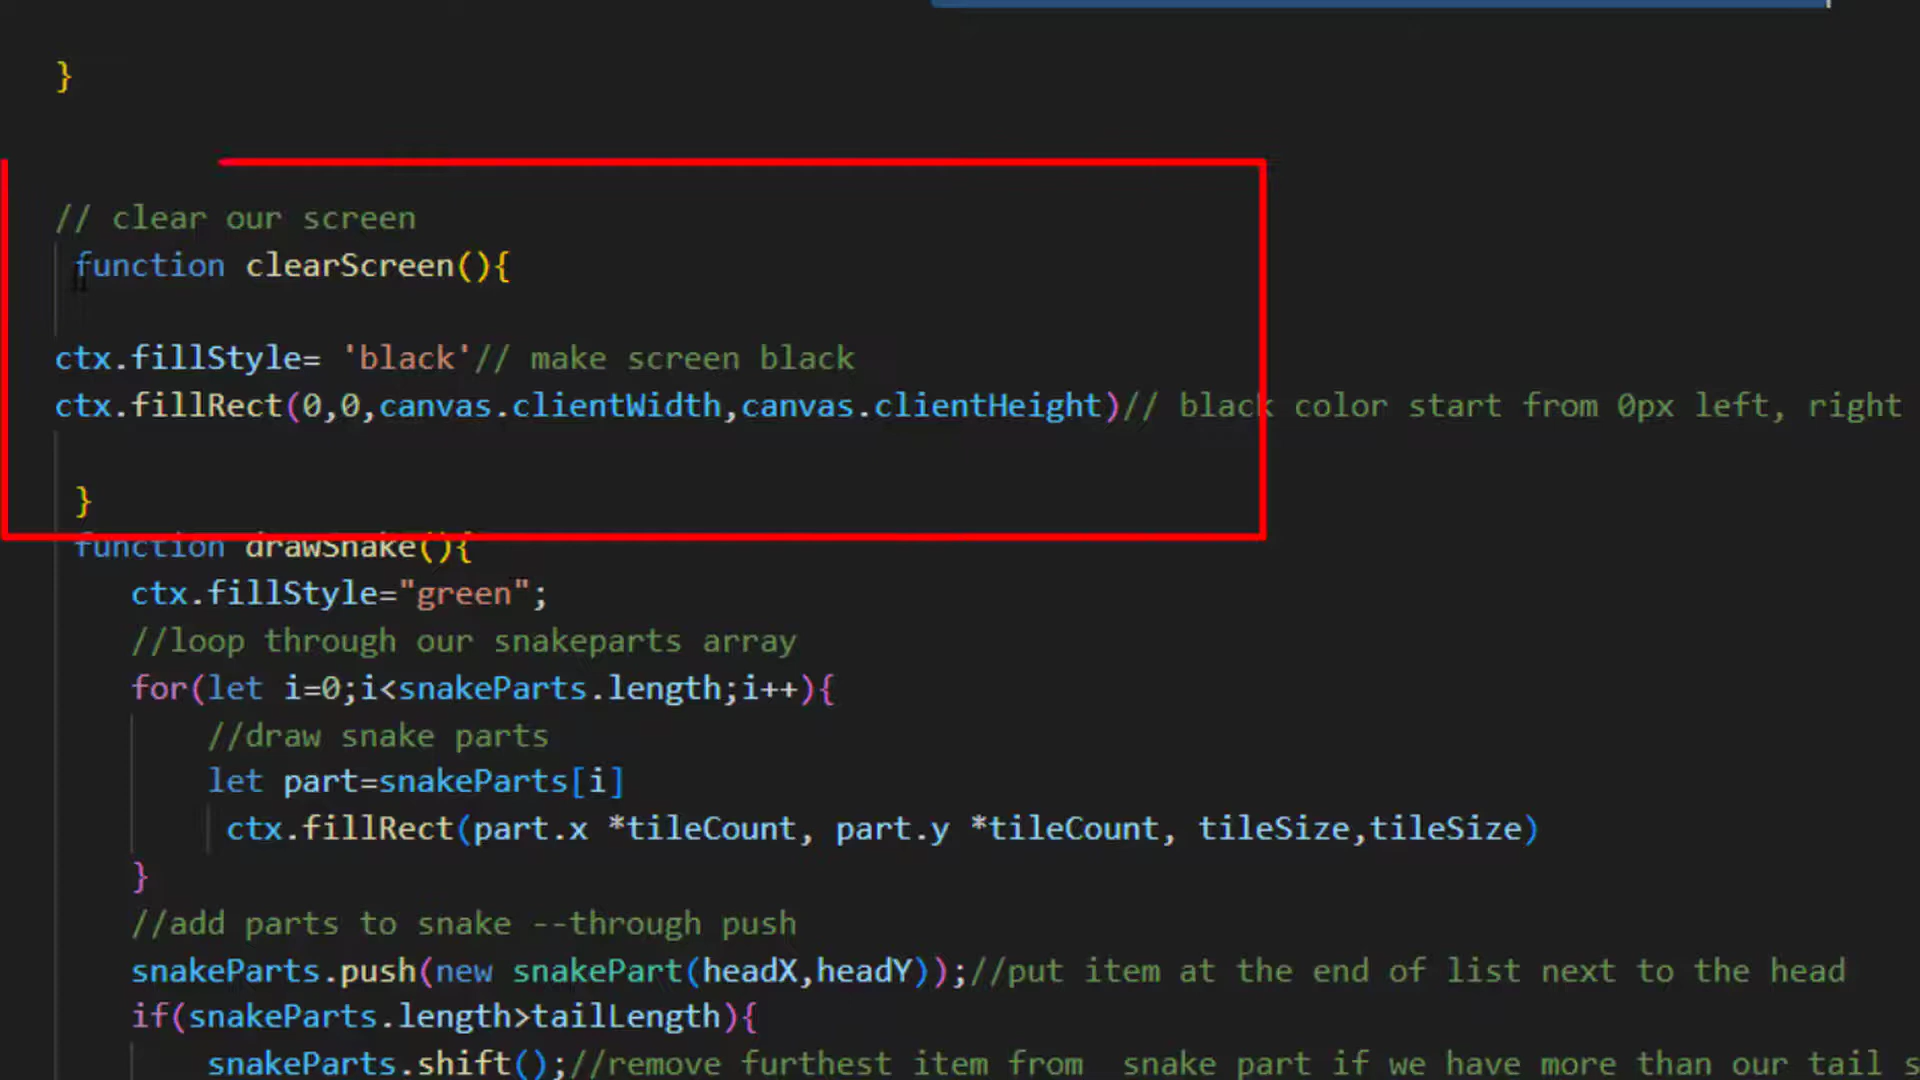 }
// clear our screen
function clearScreen(){
ctx.fillStyle= 'black'// make screen black
ctx.fillRect(0,0,canvas.clientWidth,canvas.clientHeight)// black color start from 0px left, right
}
function drawSnake(){
ctx.fillStyle="green";
//loop through our snakeparts array
for(let i=0;i<snakeParts.length;i++){
//draw snake parts
let part=snakeParts[i]
ctx.fillRect(part.x *tileCount, part.y *tileCount, tileSize,tileSize)
}
//add parts to snake --through push
snakeParts.push(new snakePart(headX,headY));//put item at the end of list next to the head
if(snakeParts.length>tailLength){
snakeParts.shift();//remove furthest item from  snake part if we have more than our tail s